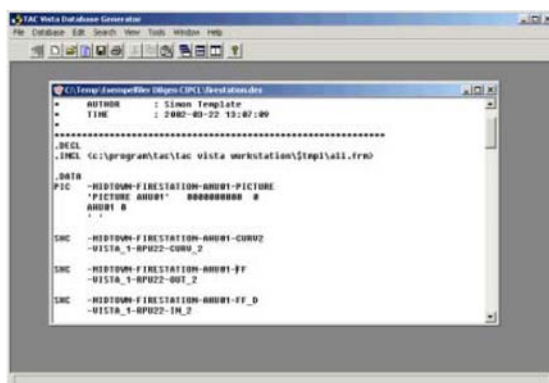 TAC Vista Database Generator
File Database Edit Search View Tools Window Help
C:\Temp\Exempelfiler DBgen CIPCL\firestation.des
* AUTHOR : Simon Template
* TIME : 2002-03-22 13:07:09
*
****************************************************************
.DECL
.INCL (c:\program\tac\tac vista workstation\$tmpl\all.frm)
.DATA
PIC -MIDTOWN-FIRESTATION-AHU01-PICTURE
'PICTURE AHU01' 0000000000 0
AHU01 0
' '
SHC -MIDTOWN-FIRESTATION-AHU01-CURV2
-VISTA_1-RPU22-CURV_2
SHC -MIDTOWN-FIRESTATION-AHU01-FF
-VISTA_1-RPU22-OUT_2
SHC -MIDTOWN-FIRESTATION-AHU01-FF_D
-VISTA_1-RPU22-IN_2